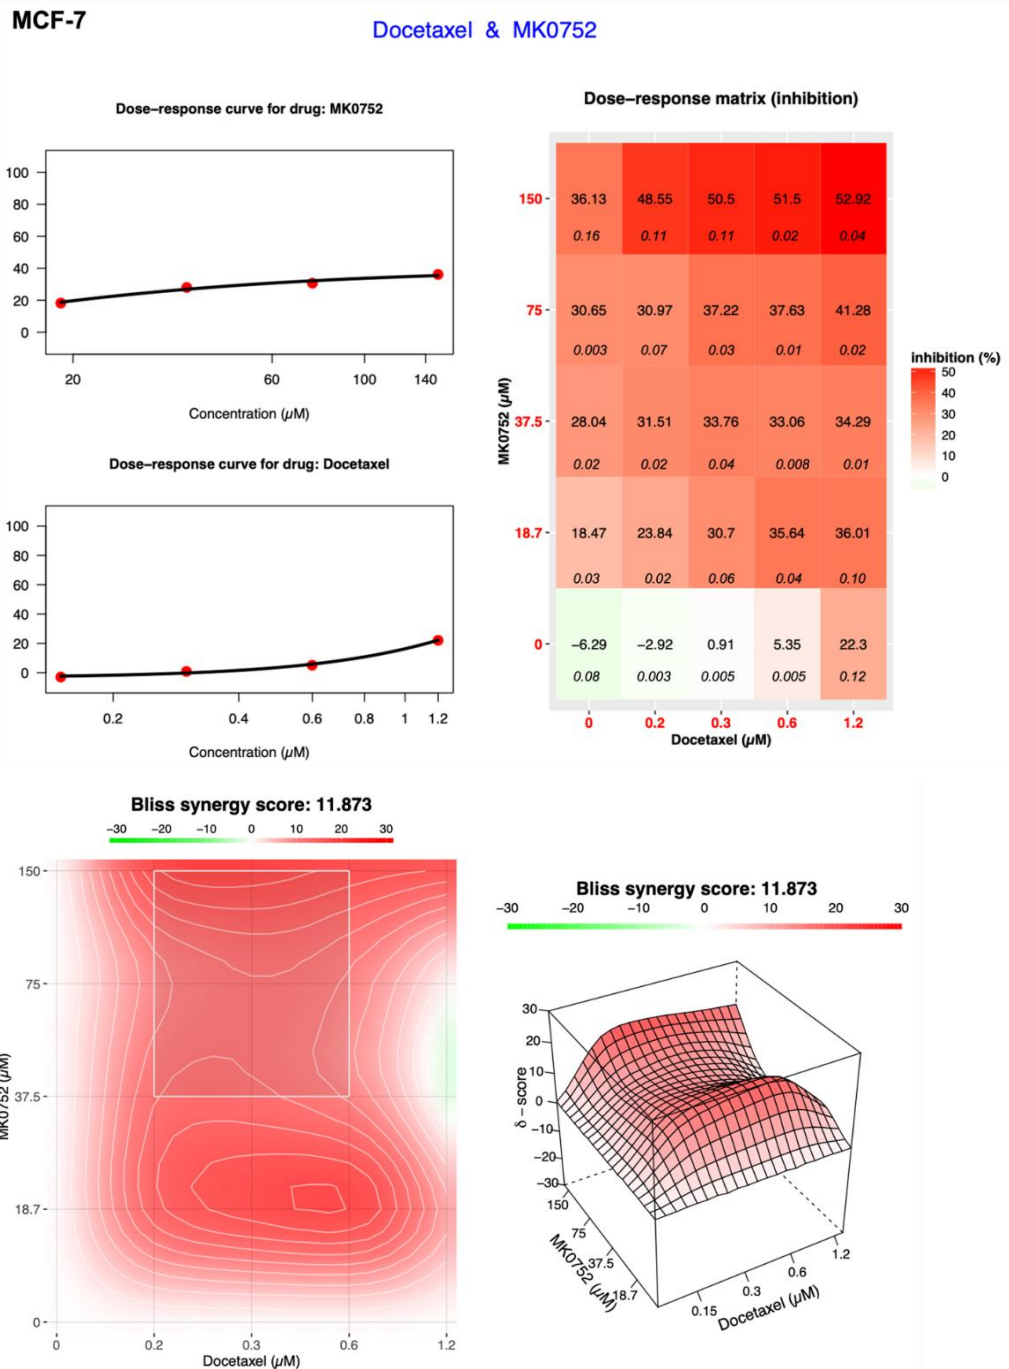 MCF-7
Docetaxel & MK0752
Dose–response curve for drug: MK0752
100
80
60
40
20
0
20 60 100 140
Concentration (µM)
Dose–response curve for drug: Docetaxel
100
80
60
40
20
0
0.2 0.4 0.6 0.8 1 1.2
Concentration (µM)
Dose–response matrix (inhibition)
MK0752 (µM)
150 36.13 48.55 50.5 51.5 52.92
0.16 0.11 0.11 0.02 0.04
75 30.65 30.97 37.22 37.63 41.28
0.003 0.07 0.03 0.01 0.02
37.5 28.04 31.51 33.76 33.06 34.29
0.02 0.02 0.04 0.008 0.01
18.7 18.47 23.84 30.7 35.64 36.01
0.03 0.02 0.06 0.04 0.10
0 −6.29 −2.92 0.91 5.35 22.3
0.08 0.003 0.005 0.005 0.12
0 0.2 0.3 0.6 1.2
Docetaxel (µM)
inhibition (%)
50
40
30
20
10
0
Bliss synergy score: 11.873
−30 −20 −10 0 10 20 30
MK0752 (µM)
150
75
37.5
18.7
0
0 0.2 0.3 0.6 1.2
Docetaxel (µM)
Bliss synergy score: 11.873
−30 −20 −10 0 10 20 30
δ − score
30
20
10
0
−10
−20
−30
150
75
37.5
18.7
MK0752 (µM)
0.15
0.3
0.6
1.2
Docetaxel (µM)